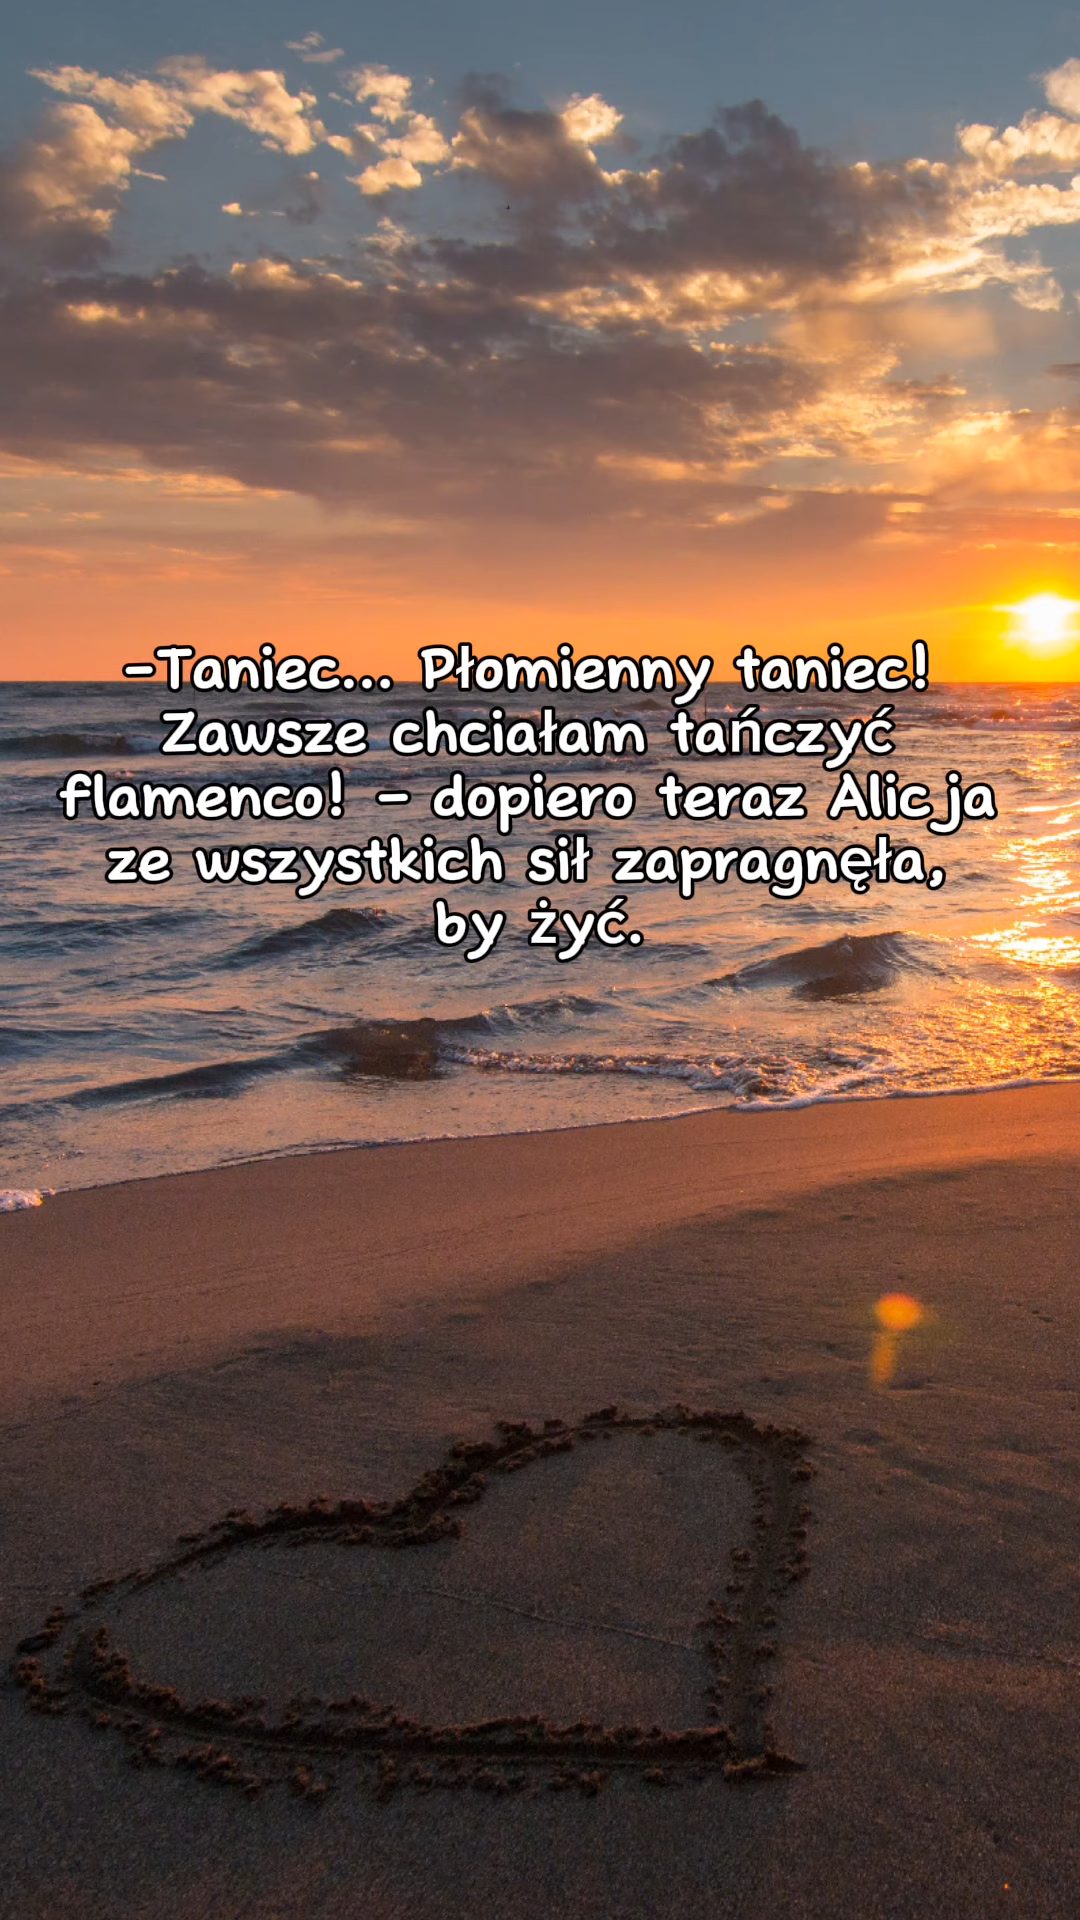 -Taniec... Płomienny taniec!
Zawsze chciałam tańczyć
flamenco! - dopiero teraz Alicja
ze wszystkich sił zapragnęła,
by żyć.